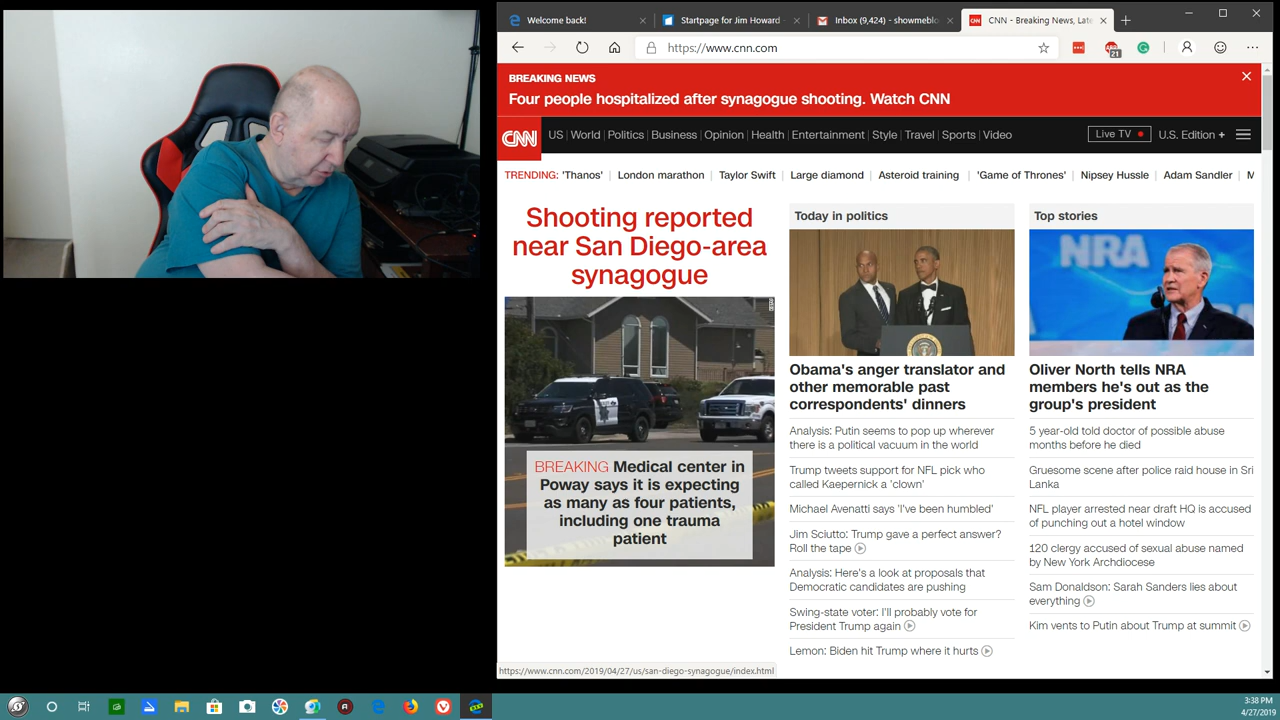 Welcome back!
Startpage for Jim Howard
Inbox (9,424) - showmeblo
CNN - Breaking News, Late
https://www.cnn.com
21
BREAKING NEWS
Four people hospitalized after synagogue shooting. Watch CNN
CNN
US | World | Politics | Business | Opinion | Health | Entertainment | Style | Travel | Sports | Video
Live TV
U.S. Edition +
TRENDING: 'Thanos' | London marathon | Taylor Swift | Large diamond | Asteroid training | 'Game of Thrones' | Nipsey Hussle | Adam Sandler | M
Shooting reported
near San Diego-area
synagogue
BREAKING Medical center in
Poway says it is expecting
as many as four patients,
including one trauma
patient
Today in politics
Obama's anger translator and
other memorable past
correspondents' dinners
Analysis: Putin seems to pop up wherever
there is a political vacuum in the world
Trump tweets support for NFL pick who
called Kaepernick a 'clown'
Michael Avenatti says 'I've been humbled'
Jim Sciutto: Trump gave a perfect answer?
Roll the tape
Analysis: Here's a look at proposals that
Democratic candidates are pushing
Swing-state voter: I'll probably vote for
President Trump again
Lemon: Biden hit Trump where it hurts
Top stories
NRA
Oliver North tells NRA
members he's out as the
group's president
5 year-old told doctor of possible abuse
months before he died
Gruesome scene after police raid house in Sri
Lanka
NFL player arrested near draft HQ is accused
of punching out a hotel window
120 clergy accused of sexual abuse named
by New York Archdiocese
Sam Donaldson: Sarah Sanders lies about
everything
Kim vents to Putin about Trump at summit
https://www.cnn.com/2019/04/27/us/san-diego-synagogue/index.html
3:38 PM
4/27/2019